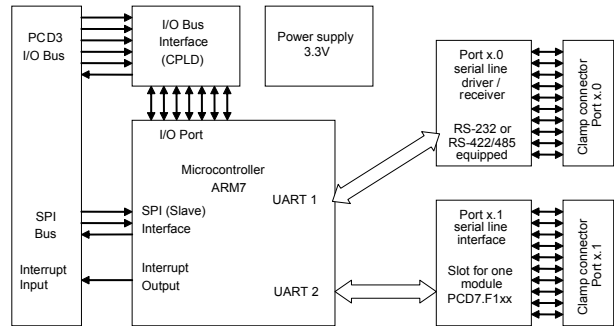 PCD3
I/O Bus
I/O Bus
Interface
(CPLD)
Power supply
3.3V
Port x.0
serial line
driver /
receiver
RS-232 or
RS-422/485
equipped
Clamp connector
Port x.0
I/O Port
Microcontroller
ARM7
UART 1
SPI
Bus
SPI (Slave)
Interface
Interrupt
Input
Interrupt
Output
UART 2
Port x.1
serial line
interface
Slot for one
module
PCD7.F1xx
Clamp connector
Port x.1